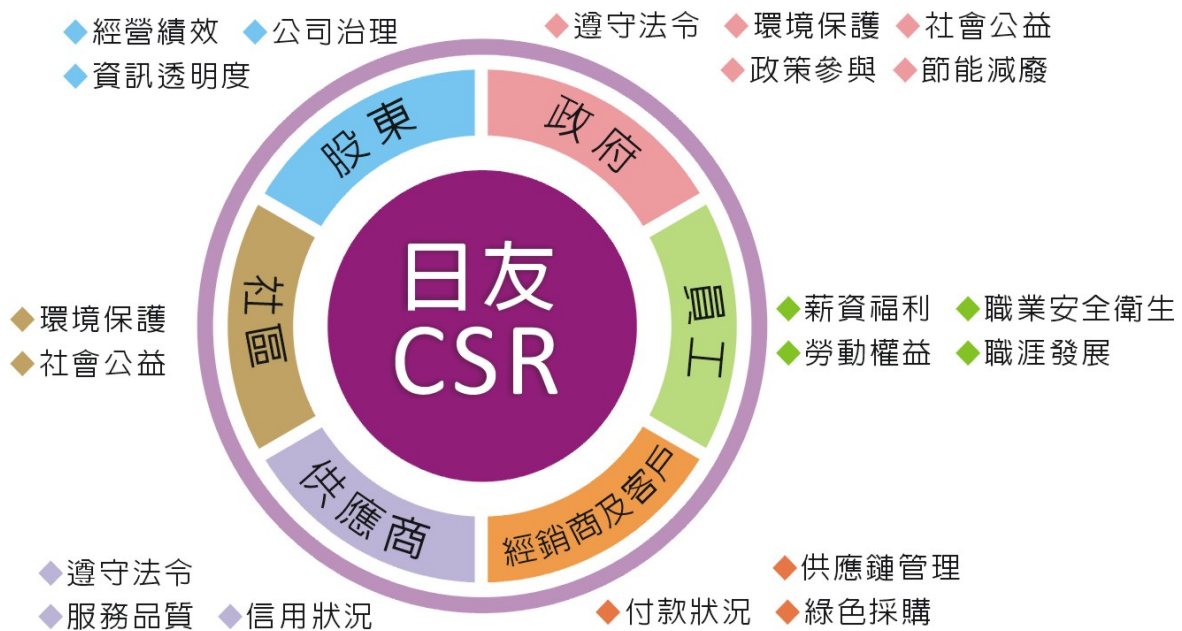 ◆經營績效 ◆公司治理
◆資訊透明度
◆遵守法令 ◆環境保護 ◆社會公益
◆政策參與 ◆節能減廢
股東
政府
社區
日友
CSR
員工
◆環境保護
◆社會公益
◆薪資福利 ◆職業安全衛生
◆勞動權益 ◆職涯發展
供應商
經銷商及客戶
◆遵守法令
◆服務品質 ◆信用狀況
◆供應鏈管理
◆付款狀況 ◆綠色採購